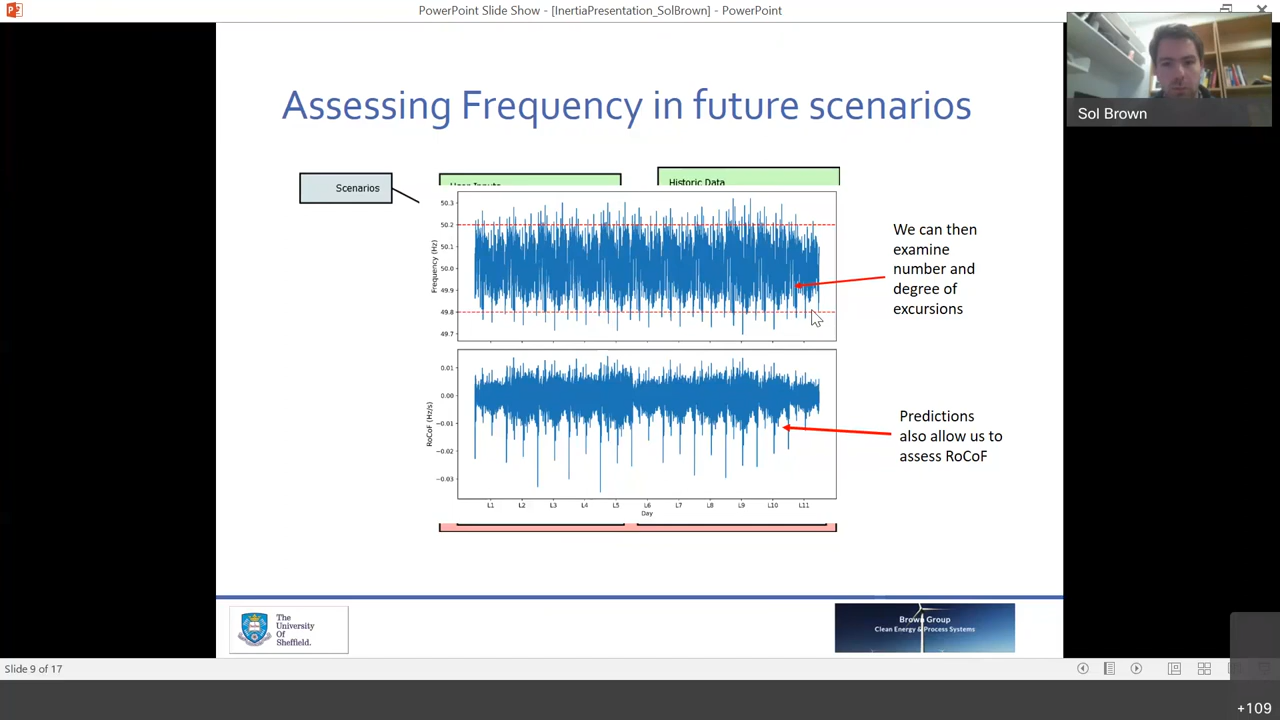 PowerPoint Slide Show - [InertiaPresentation_SolBrown] - PowerPoint
Sol Brown
Assessing Frequency in future scenarios
Scenarios
User Inputs
Historic Data
50.3
50.2
50.1
50.0
49.9
49.8
49.7
Frequency (Hz)
We can then
examine
number and
degree of
excursions
0.01
0.00
−0.01
−0.02
−0.03
RoCoF (Hz/s)
Predictions
also allow us to
assess RoCoF
L1 L2 L3 L4 L5 L6 L7 L8 L9 L10 L11
Day
The
University
Of
Sheffield.
Brown Group
Clean Energy & Process Systems
Slide 9 of 17
+109